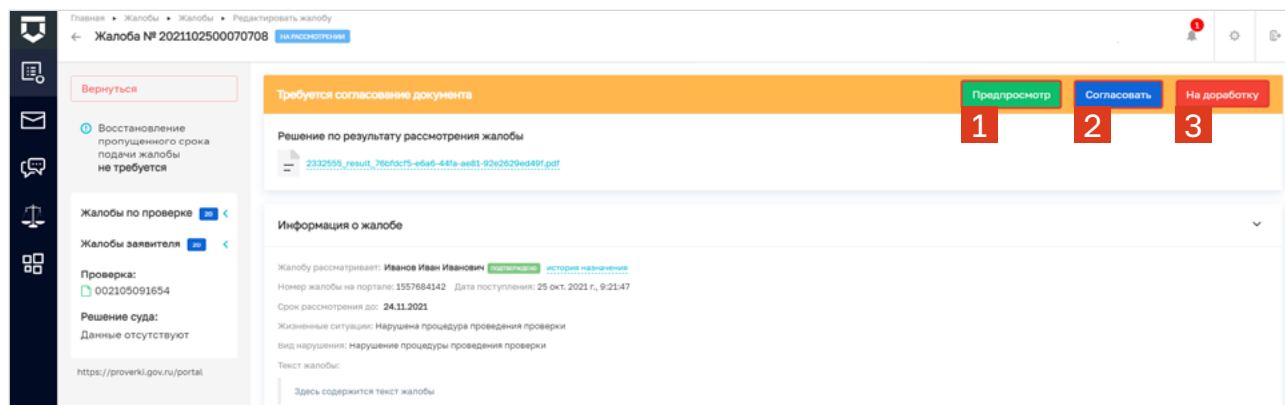 Главная ▸ Жалобы ▸ Жалобы ▸ Редактировать жалобу
← Жалоба № 2021102500070708 НА РАССМОТРЕНИИ
1
Вернуться
Восстановление
пропущенного срока
подачи жалобы
не требуется
Жалобы по проверке 20
Жалобы заявителя 20
Проверка:
002105091654
Решение суда:
Данные отсутствуют
https://proverki.gov.ru/portal
Требуется согласование документа
Предпросмотр Согласовать На доработку
1 2 3
Решение по результату рассмотрения жалобы
2332555_result_76bfdcf5-e6a6-44fa-ae81-92e2629ed49f.pdf
Информация о жалобе
Жалобу рассматривает: Иванов Иван Иванович ПОДТВЕРЖДЕНО история назначения
Номер жалобы на портале: 1557684142 Дата поступления: 25 окт. 2021 г., 9:21:47
Срок рассмотрения до: 24.11.2021
Жизненные ситуации: Нарушена процедура проведения проверки
Вид нарушения: Нарушение процедуры проведения проверки
Текст жалобы:
Здесь содержится текст жалобы